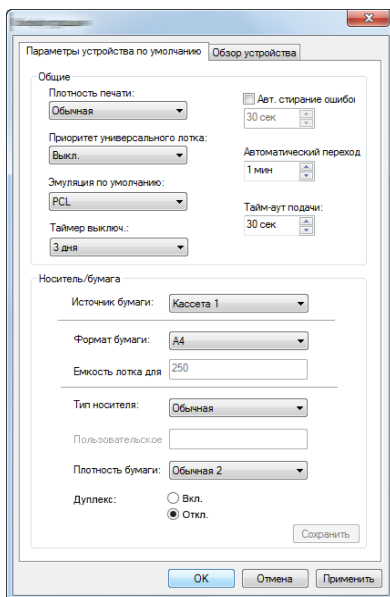 Параметры устройства по умолчанию
Обзор устройства
Общие
Плотность печати:
Обычная
Авт. стирание ошибок
30 сек
Приоритет универсального лотка:
Выкл.
Автоматический переход
1 мин
Эмуляция по умолчанию:
PCL
Тайм-аут подачи:
30 сек
Таймер выключ.:
3 дня
Носитель/бумага
Источник бумаги:
Кассета 1
Формат бумаги:
A4
Емкость лотка для
250
Тип носителя:
Обычная
Пользовательское
Плотность бумаги:
Обычная 2
Дуплекс:
Вкл.
Откл.
Сохранить
OK
Отмена
Применить